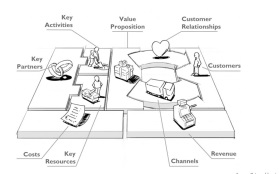 Key
Activities
Value
Proposition
Customer
Relationships
Key
Partners
Customers
Costs
Key
Resources
Channels
Revenue